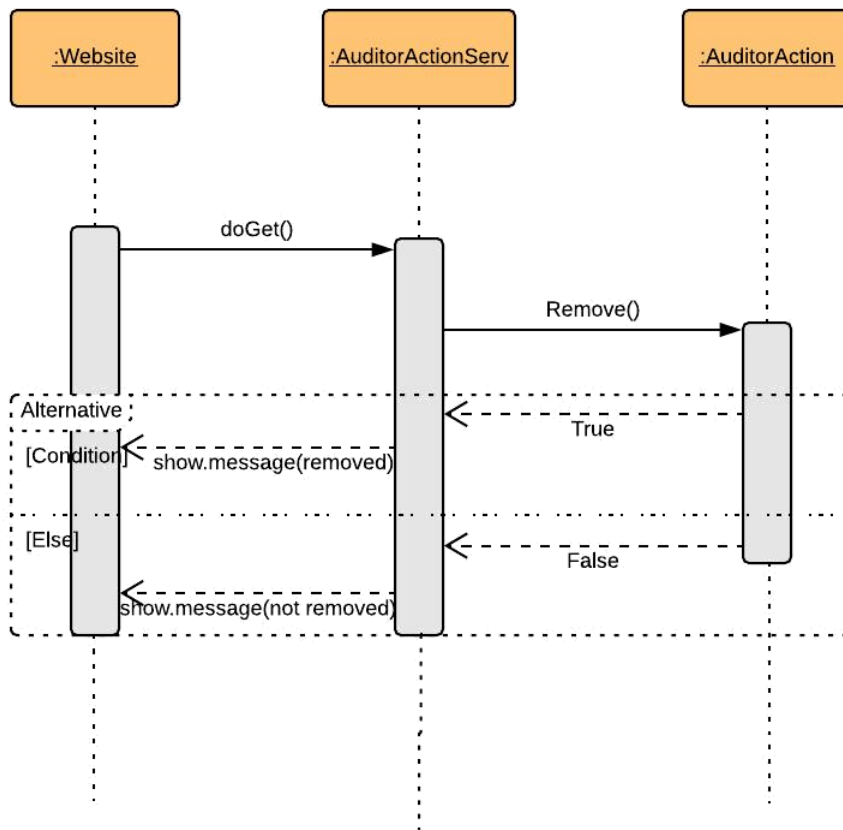 :Website
:AuditorActionServ
:AuditorAction
doGet()
Remove()
Alternative
True
[Condition]
show.message(removed)
[Else]
False
show.message(not removed)